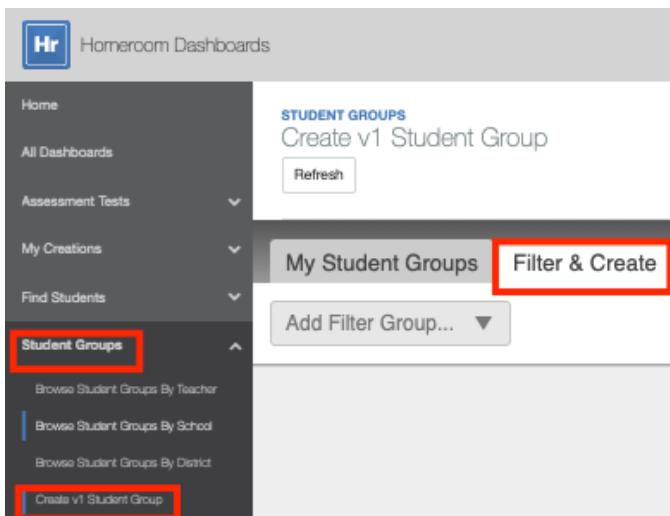 Hr Homeroom Dashboards
Home
All Dashboards
Assessment Tests
My Creations
Find Students
Student Groups
Browse Student Groups By Teacher
Browse Student Groups By School
Browse Student Groups By District
Create v1 Student Group
STUDENT GROUPS
Create v1 Student Group
Refresh
My Student Groups Filter & Create
Add Filter Group...